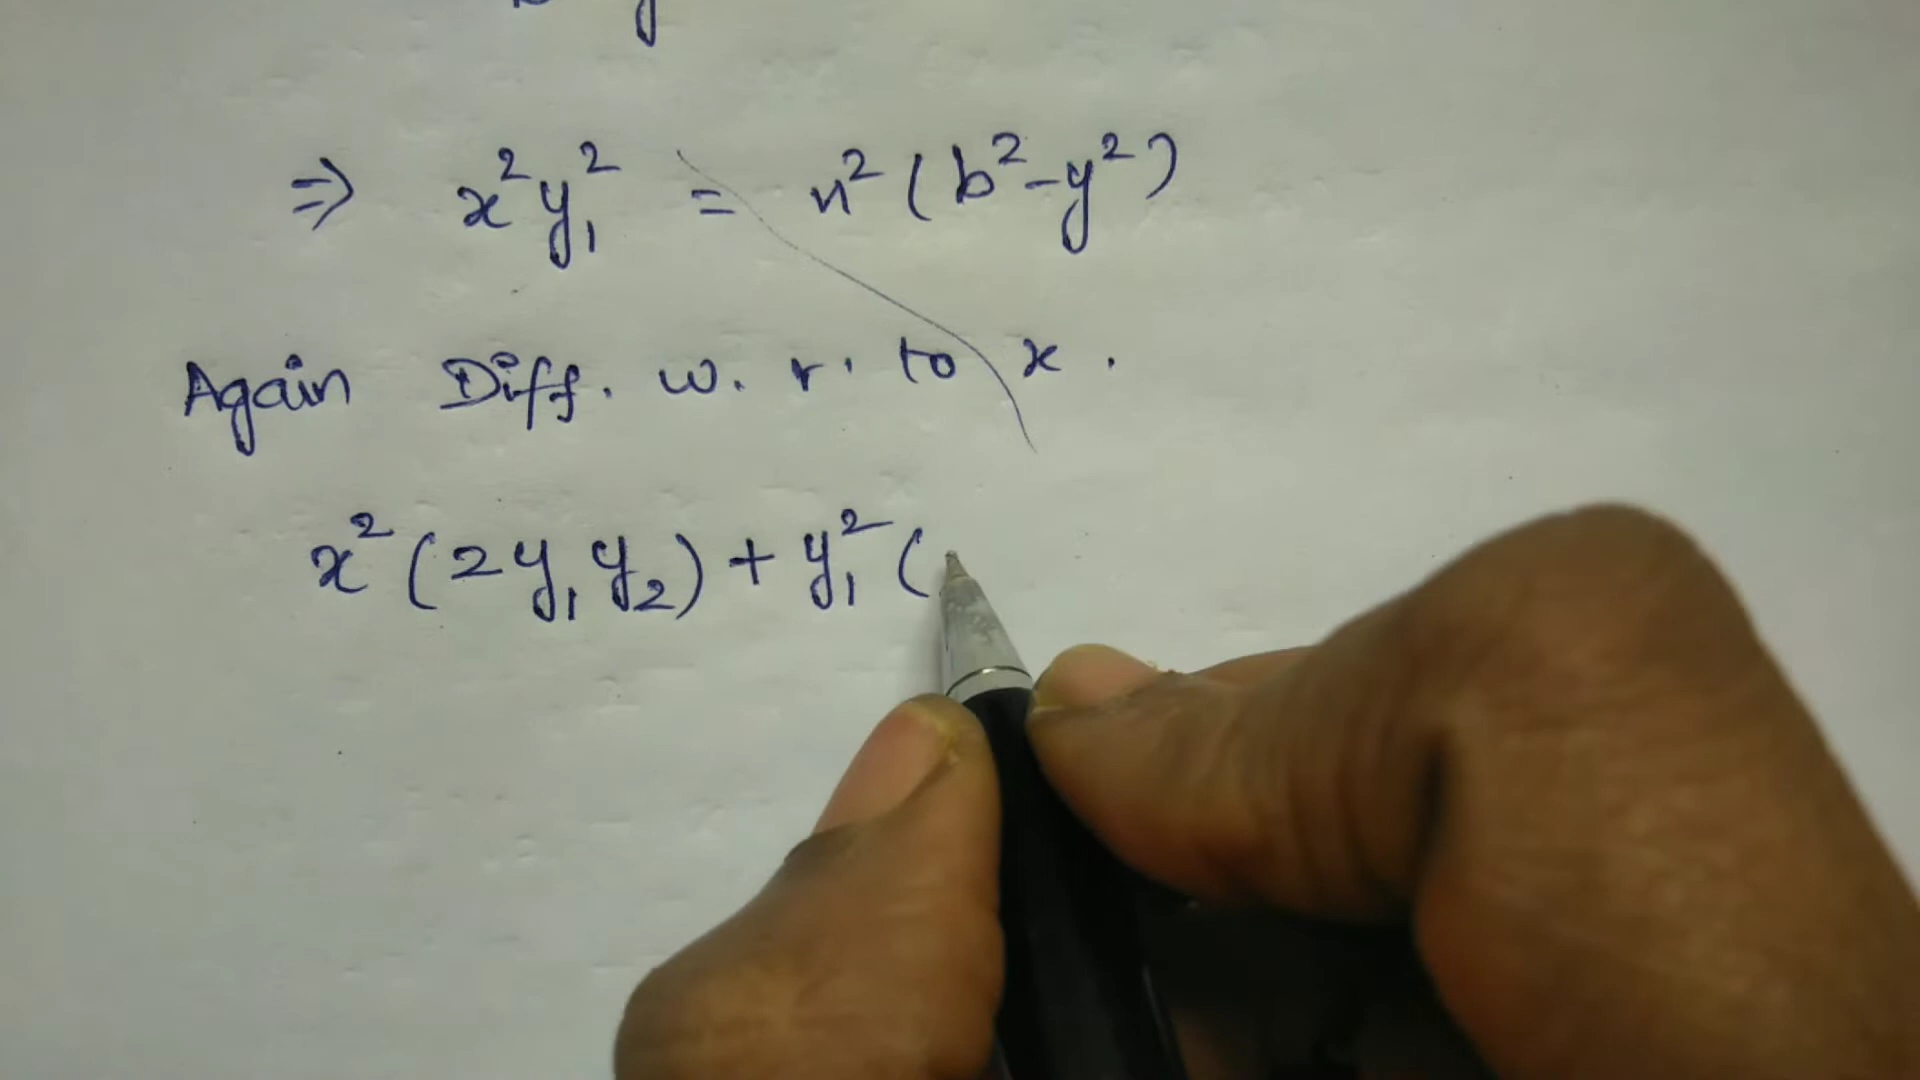 ⇒ x²y₁² = n²(b²-y²)
Again Diff. w. r. to x.
x²(2y₁y₂) + y₁²(